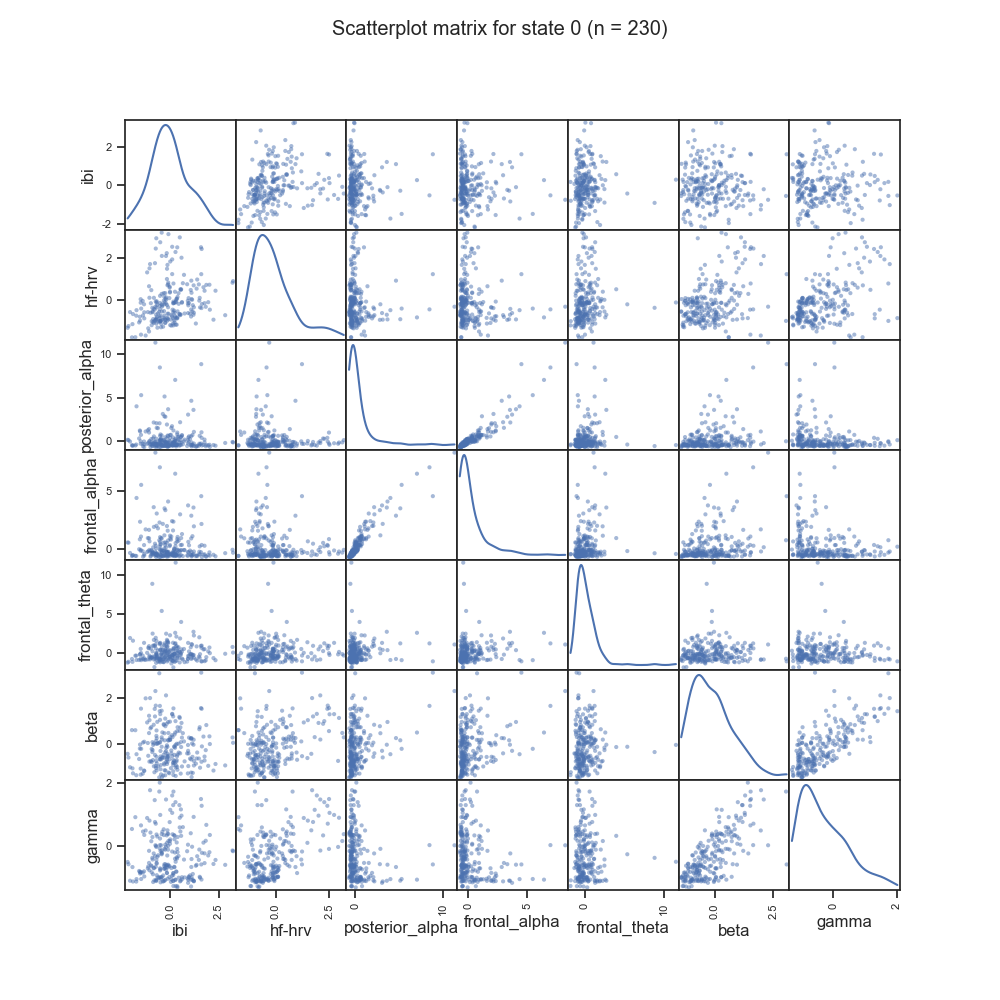 Scatterplot matrix for state 0 (n = 230)
ibi
2
0
-2
hf-hrv
2
0
posterior_alpha
10
5
0
frontal_alpha
5
0
frontal_theta
10
5
0
beta
2
0
gamma
2
0
0.0 2.5 0.0 2.5 0 10 0 5 0 10 0.0 2.5 0 2
ibi hf-hrv posterior_alpha frontal_alpha frontal_theta beta gamma